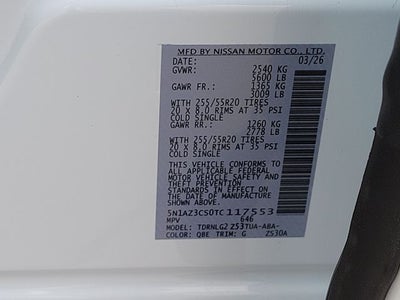 MFD BY NISSAN MOTOR CO., LTD.
DATE: 03/26
GVWR: 2540 KG
5600 LB
GAWR FR.: 1365 KG
3009 LB
WITH 255/55R20 TIRES
20 X 8.0 RIMS AT 35 PSI
COLD SINGLE
GAWR RR.: 1260 KG
2778 LB
WITH 255/55R20 TIRES
20 X 8.0 RIMS AT 35 PSI
COLD SINGLE
THIS VEHICLE CONFORMS TO
ALL APPLICABLE FEDERAL
MOTOR VEHICLE SAFETY
AND THEFT PREVENTION
STANDARDS IN EFFECT ON
THE DATE OF MANUFACTURE
SHOWN ABOVE.
5N1AZ3CS0TC117553
MPV 646
MODEL: TDRNLG2Z53TUA-ABA-
COLOR: QBE TRIM: G Z530A